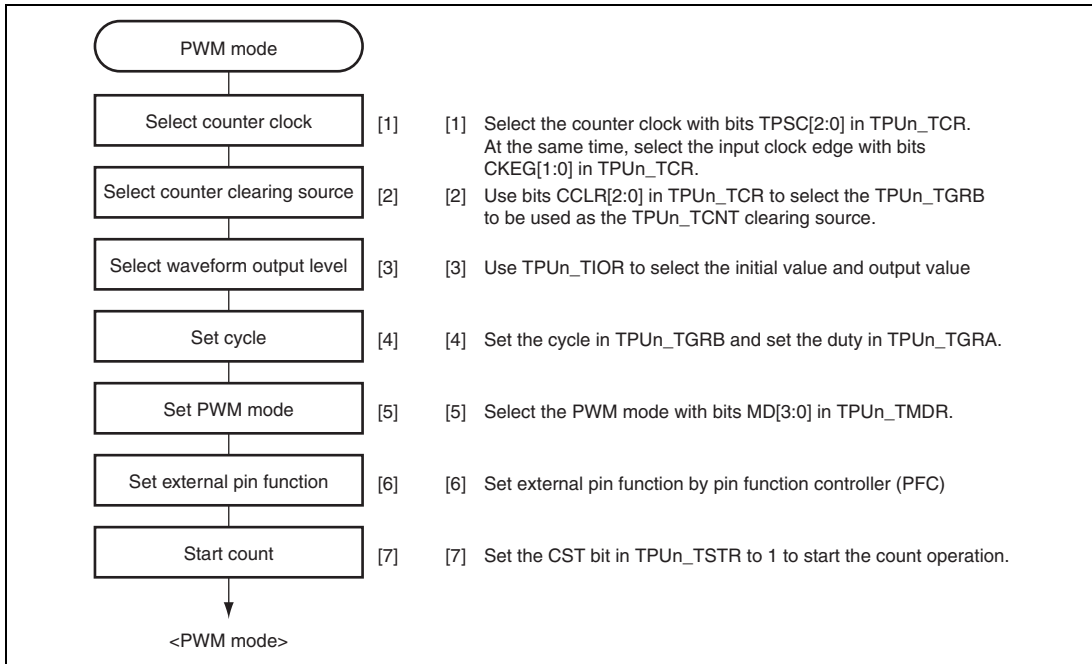 PWM mode
Select counter clock [1] [1] Select the counter clock with bits TPSC[2:0] in TPUn_TCR.
At the same time, select the input clock edge with bits
CKEG[1:0] in TPUn_TCR.
Select counter clearing source [2] [2] Use bits CCLR[2:0] in TPUn_TCR to select the TPUn_TGRB
to be used as the TPUn_TCNT clearing source.
Select waveform output level [3] [3] Use TPUn_TIOR to select the initial value and output value
Set cycle [4] [4] Set the cycle in TPUn_TGRB and set the duty in TPUn_TGRA.
Set PWM mode [5] [5] Select the PWM mode with bits MD[3:0] in TPUn_TMDR.
Set external pin function [6] [6] Set external pin function by pin function controller (PFC)
Start count [7] [7] Set the CST bit in TPUn_TSTR to 1 to start the count operation.
<PWM mode>